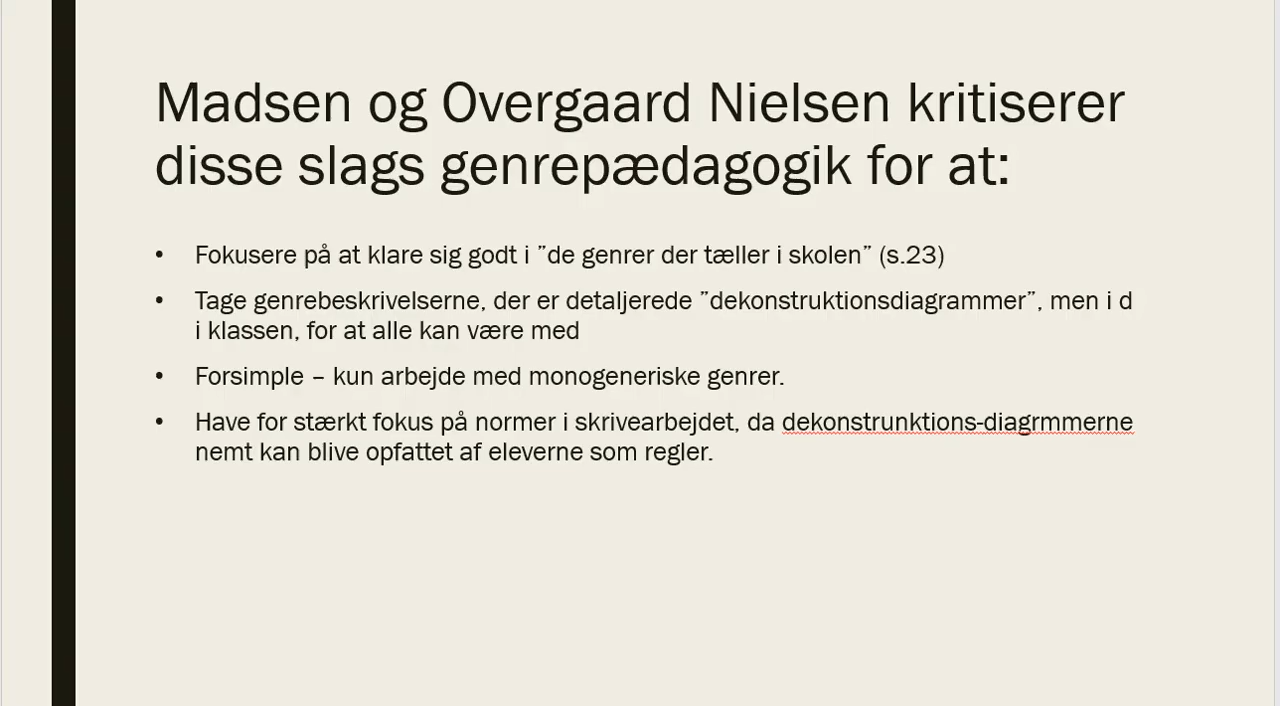 Madsen og Overgaard Nielsen kritiserer
disse slags genrepædagogik for at:
• Fokusere på at klare sig godt i ”de genrer der tæller i skolen” (s.23)
• Tage genrebeskrivelserne, der er detaljerede ”dekonstruktionsdiagrammer”, men i d
i klassen, for at alle kan være med
• Forsimple – kun arbejde med monogeneriske genrer.
• Have for stærkt fokus på normer i skrivearbejdet, da dekonstrunktions-diagrmmerne
nemt kan blive opfattet af eleverne som regler.